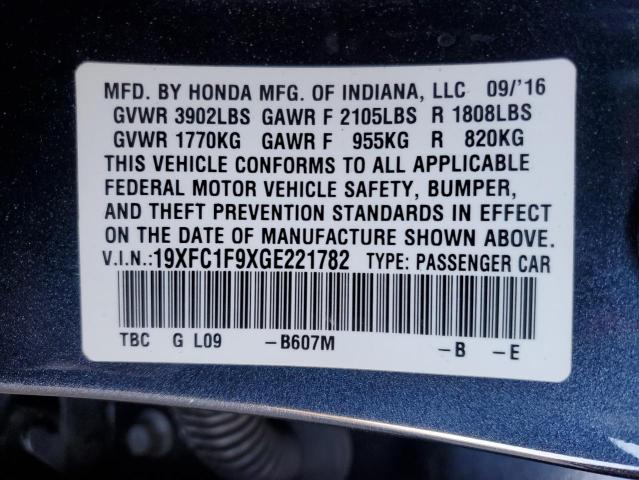 MFD. BY HONDA MFG. OF INDIANA, LLC 09/'16
GVWR 3902LBS GAWR F 2105LBS R 1808LBS
GVWR 1770KG GAWR F 955KG R 820KG
THIS VEHICLE CONFORMS TO ALL APPLICABLE
FEDERAL MOTOR VEHICLE SAFETY, BUMPER,
AND THEFT PREVENTION STANDARDS IN EFFECT
ON THE DATE OF MANUFACTURE SHOWN ABOVE.
V.I.N.:19XFC1F9XGE221782 TYPE: PASSENGER CAR
TBC G L09 -B607M -B -E